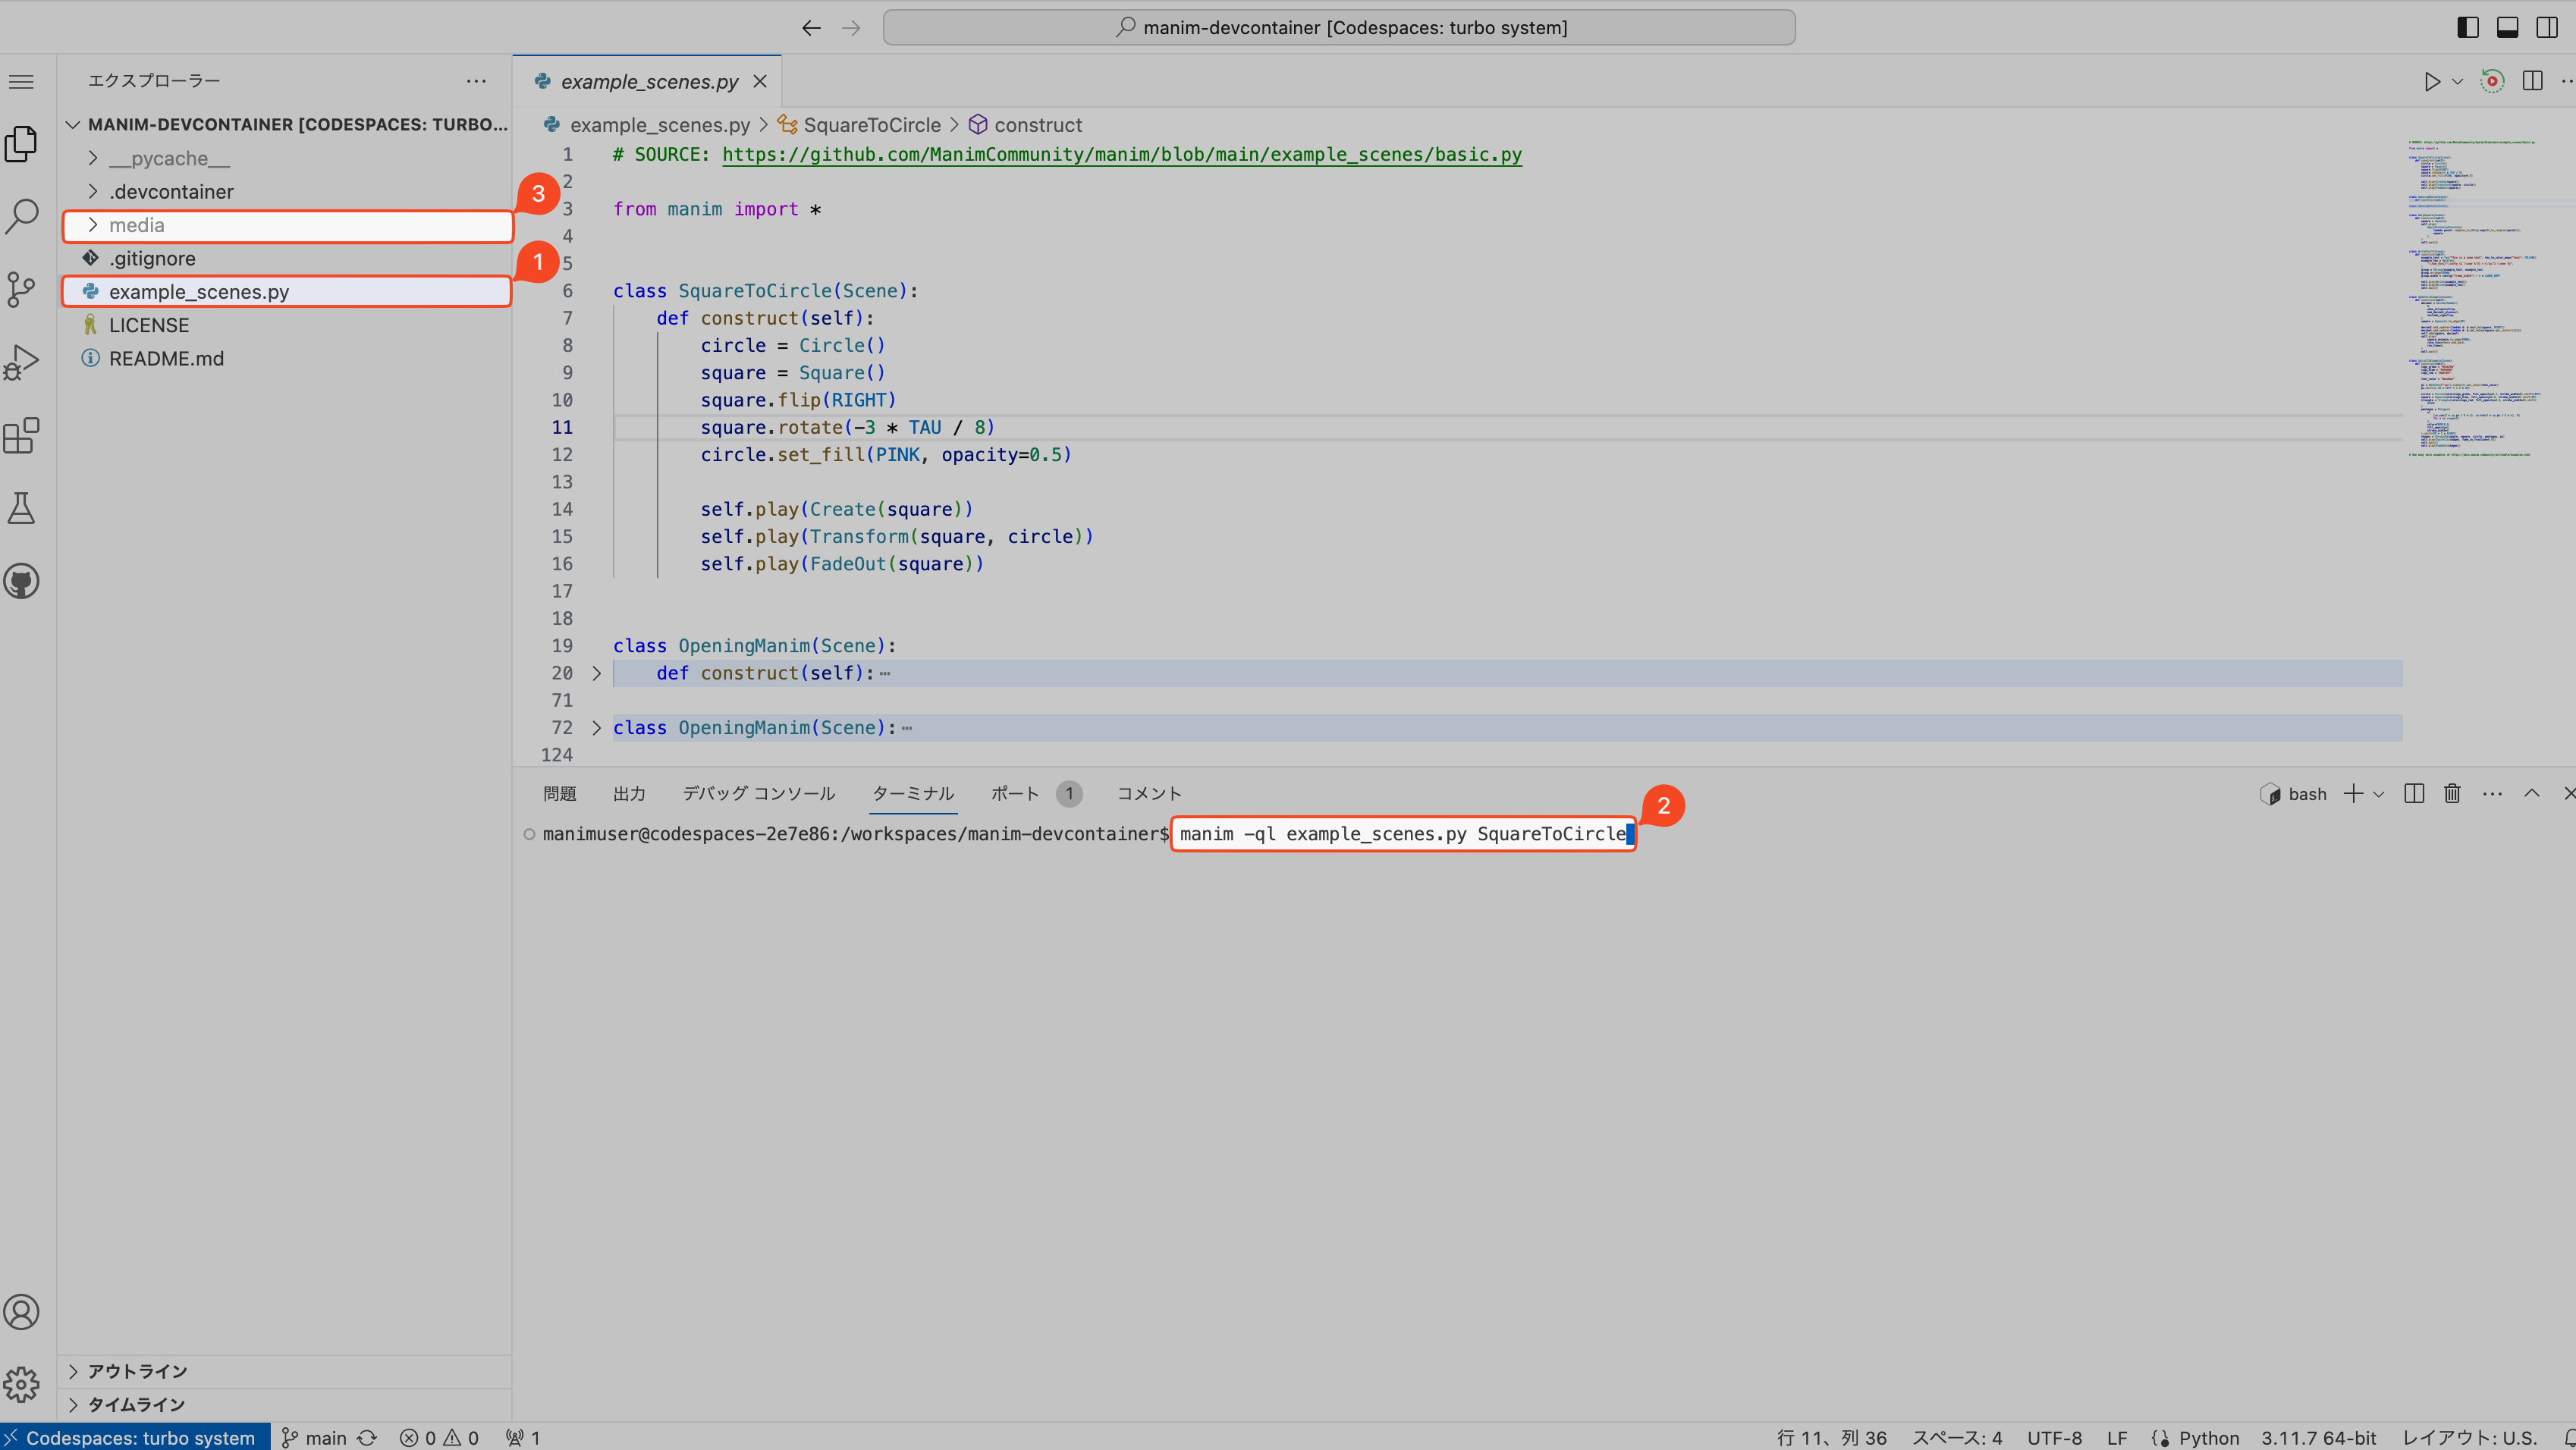 manim-devcontainer [Codespaces: turbo system]
エクスプローラー
MANIM-DEVCONTAINER [CODESPACES: TURBO...
__pycache__
.devcontainer
media
.gitignore
example_scenes.py
LICENSE
README.md
3
1
example_scenes.py
example_scenes.py > SquareToCircle > construct
1 # SOURCE: https://github.com/ManimCommunity/manim/blob/main/example_scenes/basic.py
2
3 from manim import *
4
5
6 class SquareToCircle(Scene):
7 def construct(self):
8 circle = Circle()
9 square = Square()
10 square.flip(RIGHT)
11 square.rotate(-3 * TAU / 8)
12 circle.set_fill(PINK, opacity=0.5)
13
14 self.play(Create(square))
15 self.play(Transform(square, circle))
16 self.play(FadeOut(square))
17
18
19 class OpeningManim(Scene):
20 def construct(self):⋯
71
72 class OpeningManim(Scene):⋯
124
問題 出力 デバッグ コンソール ターミナル ポート 1 コメント
bash
2
manimuser@codespaces-2e7e86:/workspaces/manim-devcontainer$ manim -ql example_scenes.py SquareToCircle
アウトライン
タイムライン
Codespaces: turbo system main 0 0 1 行 11、列 36 スペース: 4 UTF-8 LF Python 3.11.7 64-bit レイアウト: U.S.